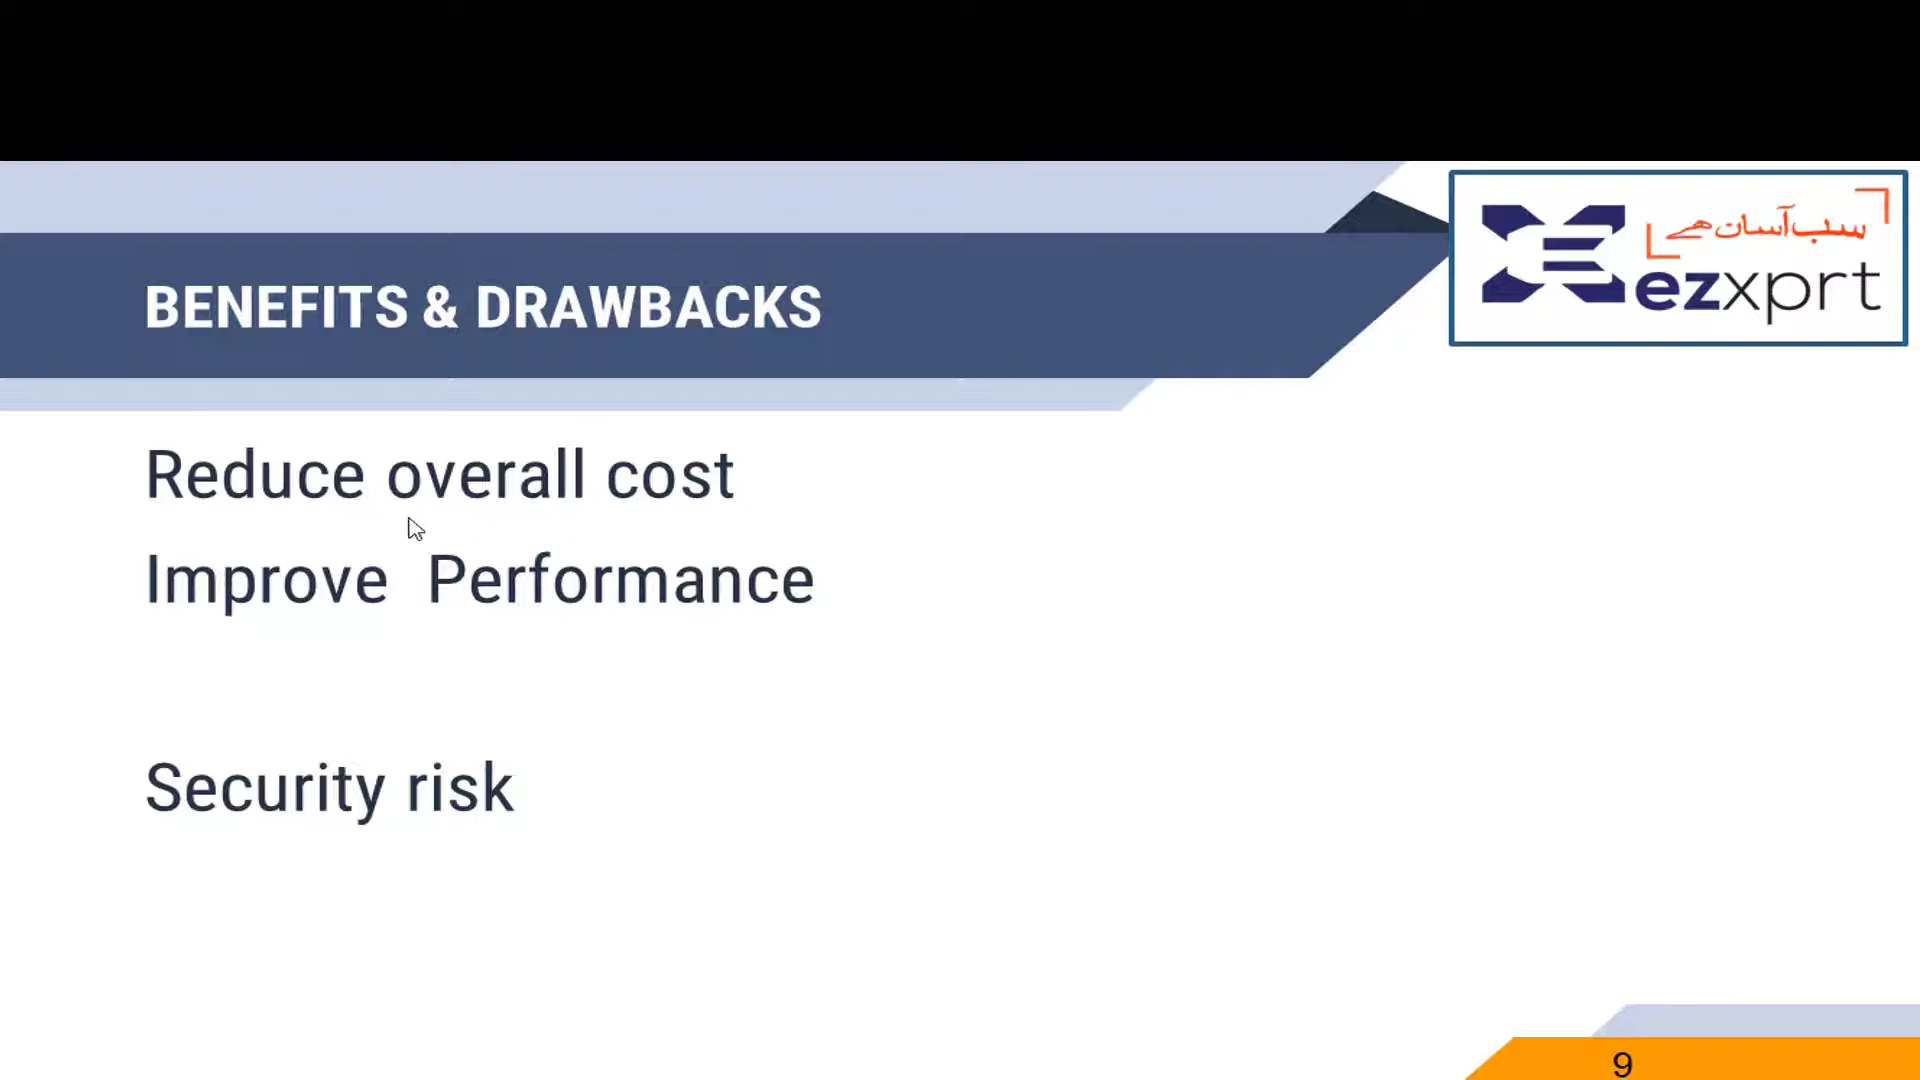 سب آسان ہے
ezxprt
BENEFITS & DRAWBACKS
Reduce overall cost
Improve  Performance
Security risk
9